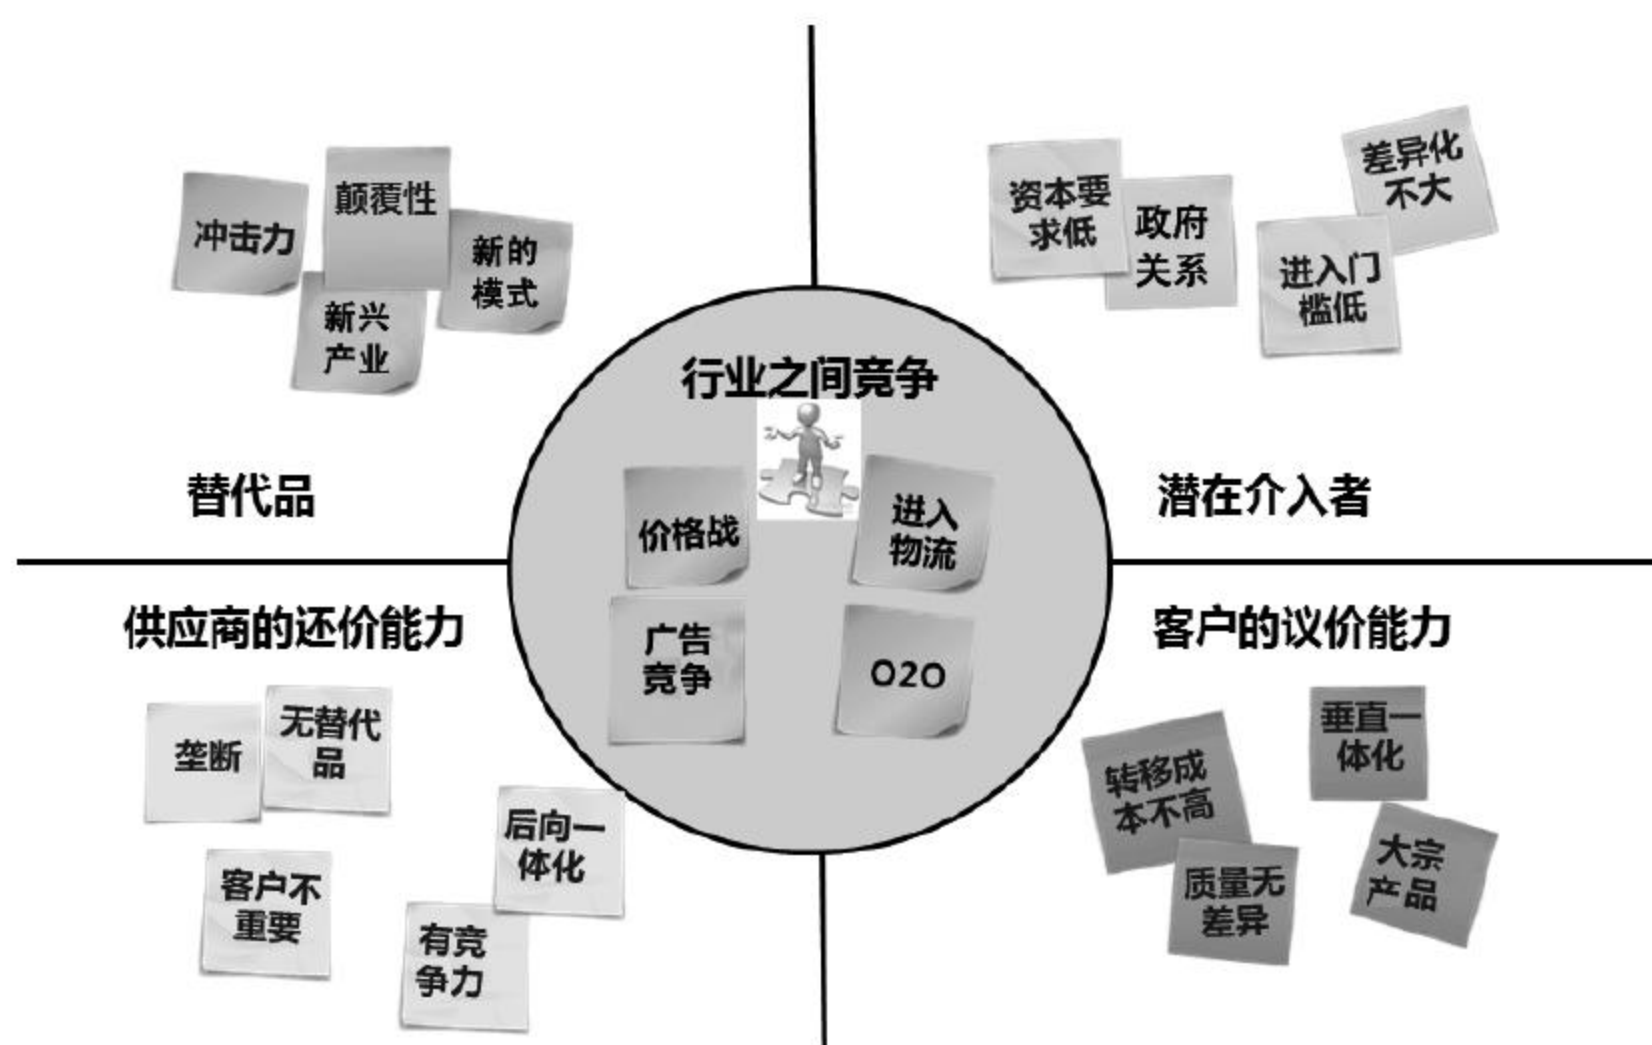 冲击力
颠覆性
新的
模式
新兴
产业
替代品
资本要
求低
政府
关系
差异化
不大
进入门
槛低
潜在介入者
行业之间竞争
价格战
进入
物流
广告
竞争
O2O
供应商的还价能力
垄断
无替代
品
客户不
重要
后向一
体化
有竞
争力
客户的议价能力
转移成
本不高
垂直一
体化
质量无
差异
大宗
产品